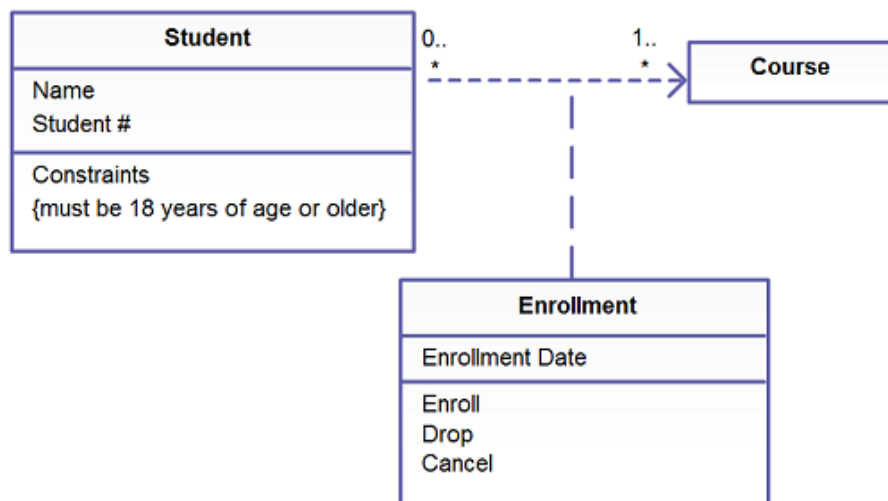 Student
Name
Student #
Constraints
{must be 18 years of age or older}
0..
*
1..
*
Course
Enrollment
Enrollment Date
Enroll
Drop
Cancel